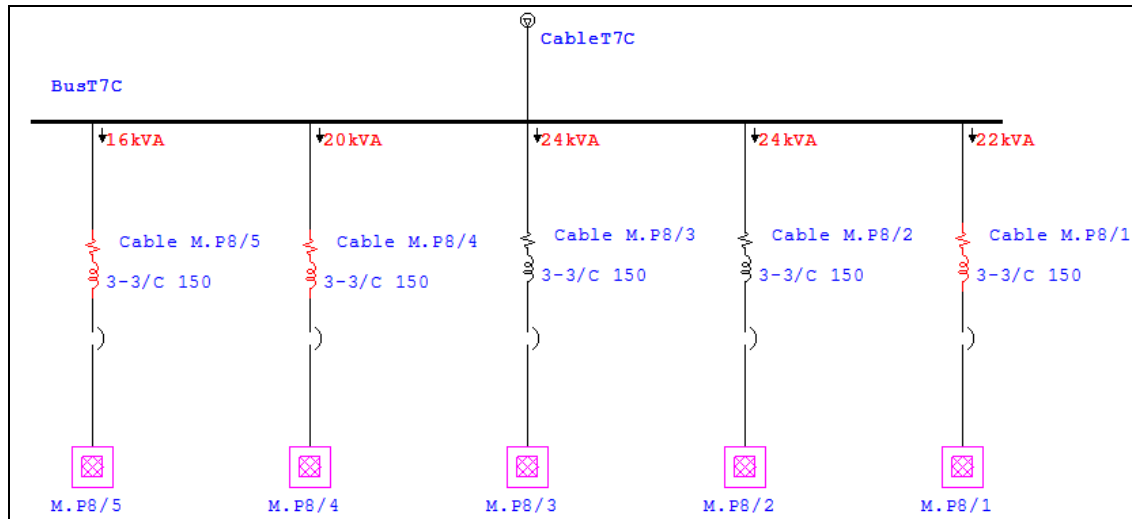 CableT7C
BusT7C
16kVA 20kVA 24kVA 24kVA 22kVA
Cable M.P8/5 Cable M.P8/4 Cable M.P8/3 Cable M.P8/2 Cable M.P8/1
3-3/C 150 3-3/C 150 3-3/C 150 3-3/C 150 3-3/C 150
M.P8/5 M.P8/4 M.P8/3 M.P8/2 M.P8/1